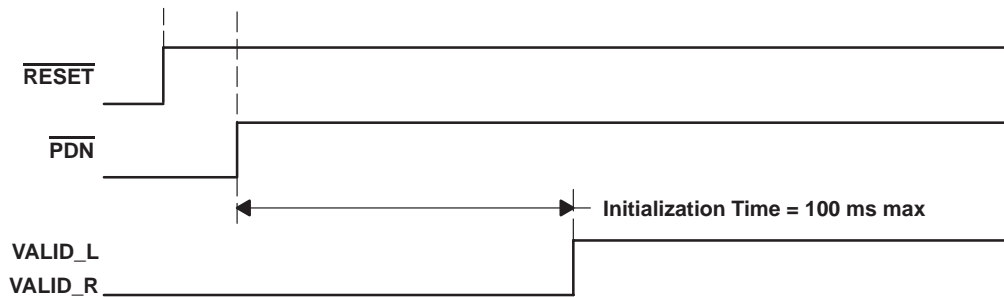 RESET
PDN
Initialization Time = 100 ms max
VALID_L
VALID_R